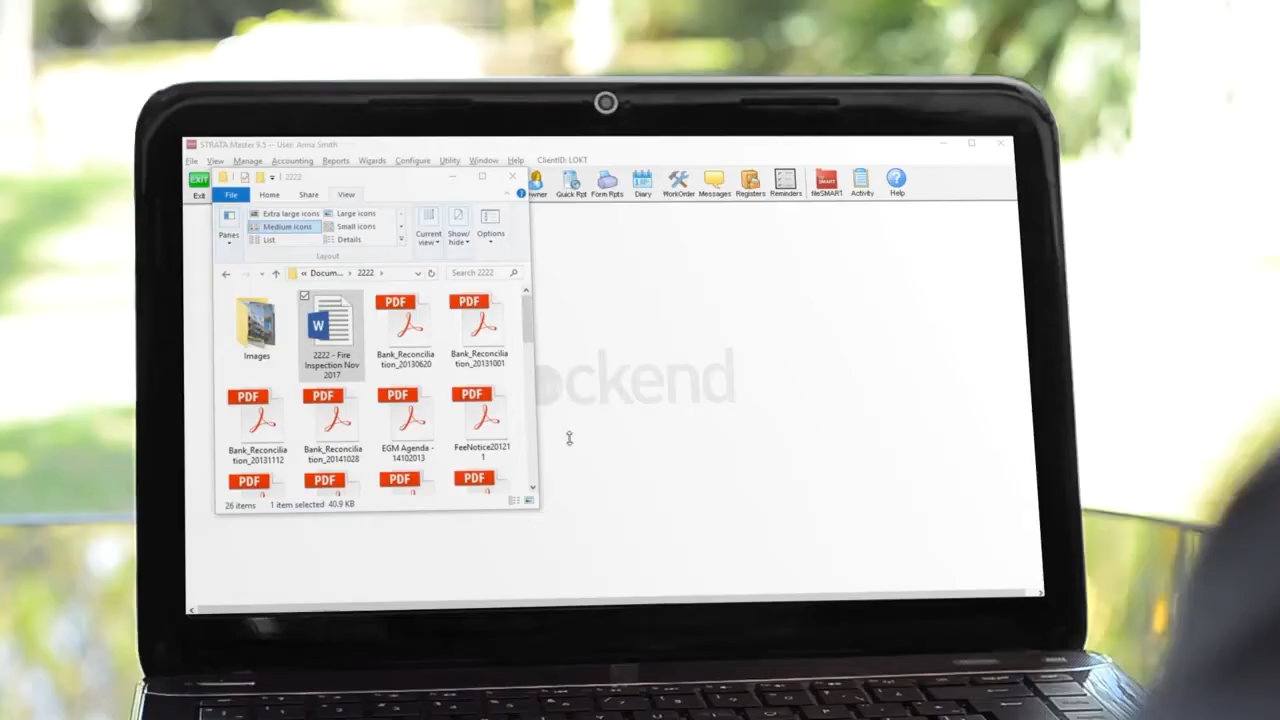 STRATA Master 9.5 -- User: Anna Smith
File View Manage Accounting Reports Wizards Configure Utility Window Help ClientID: LOKT
EXIT
Exit
Quick Rpt Form Rpts Diary WorkOrder Messages Registers Reminders fileSMART Activity Help
2222
File Home Share View
Panes
Extra large icons Large icons
Medium icons Small icons
List Details
Layout
Current view
Show/hide
Options
« Docum... > 2222 >
Search 2222
Images
2222 - Fire Inspection Nov 2017
PDF
Bank_Reconciliation_20130620
PDF
Bank_Reconciliation_20131001
PDF
Bank_Reconciliation_20131112
PDF
Bank_Reconciliation_20141028
PDF
EGM Agenda - 14102013
PDF
FeeNotice201211
PDF PDF PDF PDF
26 items 1 item selected 40.9 KB
ockend